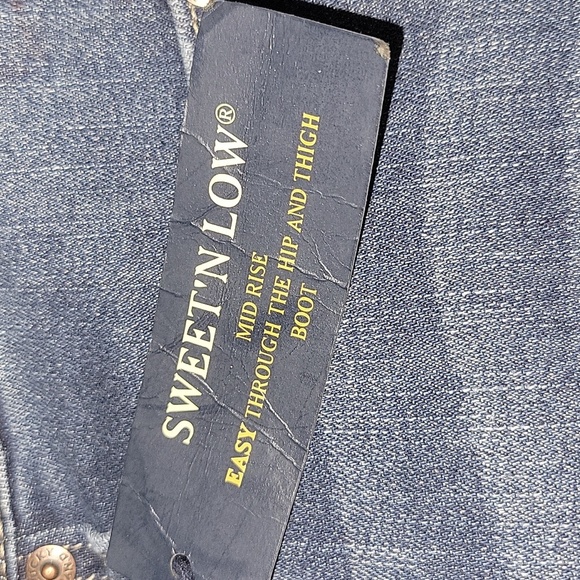 SWEET'N LOW®
MID RISE
EASY THROUGH THE HIP AND THIGH
BOOT